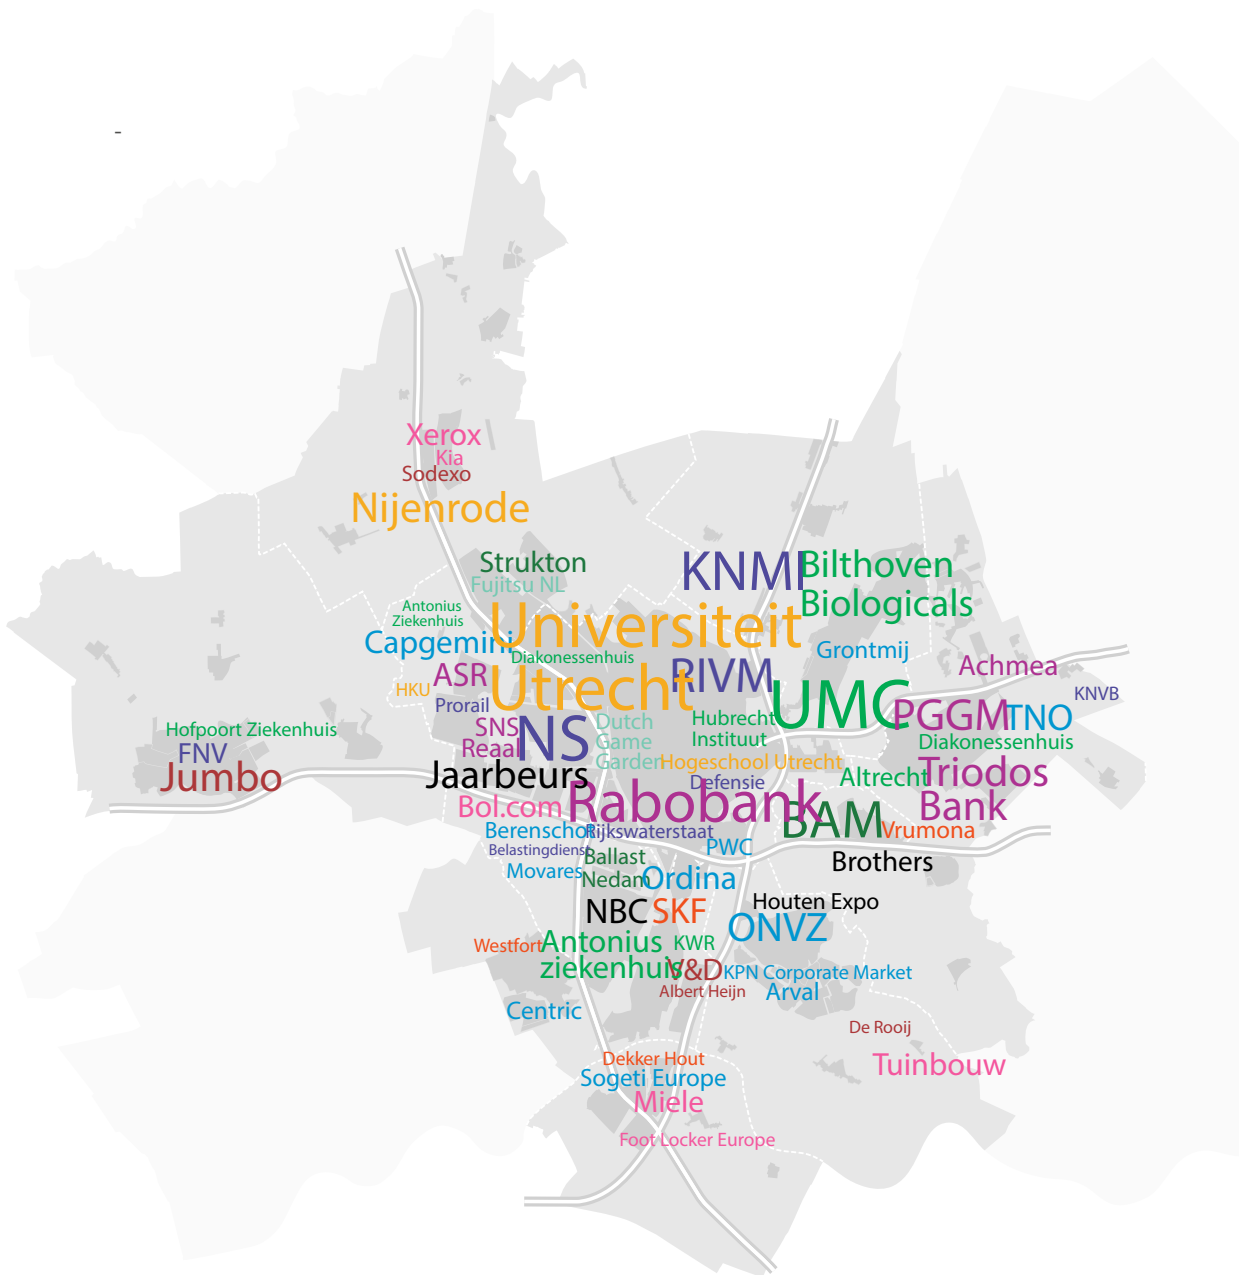 -
Xerox
Kia
Sodexo
Nijenrode
Strukton
Fujitsu NL
KNMI
Bilthoven
Biologicals
Antonius
Ziekenhuis
Universiteit
Utrecht
Capgemini
Diakonessenhuis
Grontmij
Achmea
HKU
ASR
RIVM
KNVB
Prorail
UMC
PGGM
TNO
SNS
Reaal
NS
Dutch
Game
Garden
Hubrecht
Instituut
Diakonessenhuis
Hofpoort Ziekenhuis
FNV
Jumbo
Jaarbeurs
Hogeschool Utrecht
Defensie
Altrecht
Triodos
Bank
Bol.com
Rabobank
BAM
Vrumona
Berenschot
Rijkswaterstaat
Belastingdienst
PWC
Ballast
Nedam
Brothers
Movares
Ordina
NBC
SKF
Houten Expo
ONVZ
Westfort
Antonius
ziekenhuis
KWR
V&D
KPN Corporate Market
Albert Heijn
Arval
Centric
De Rooij
Dekker Hout
Tuinbouw
Sogeti Europe
Miele
Foot Locker Europe